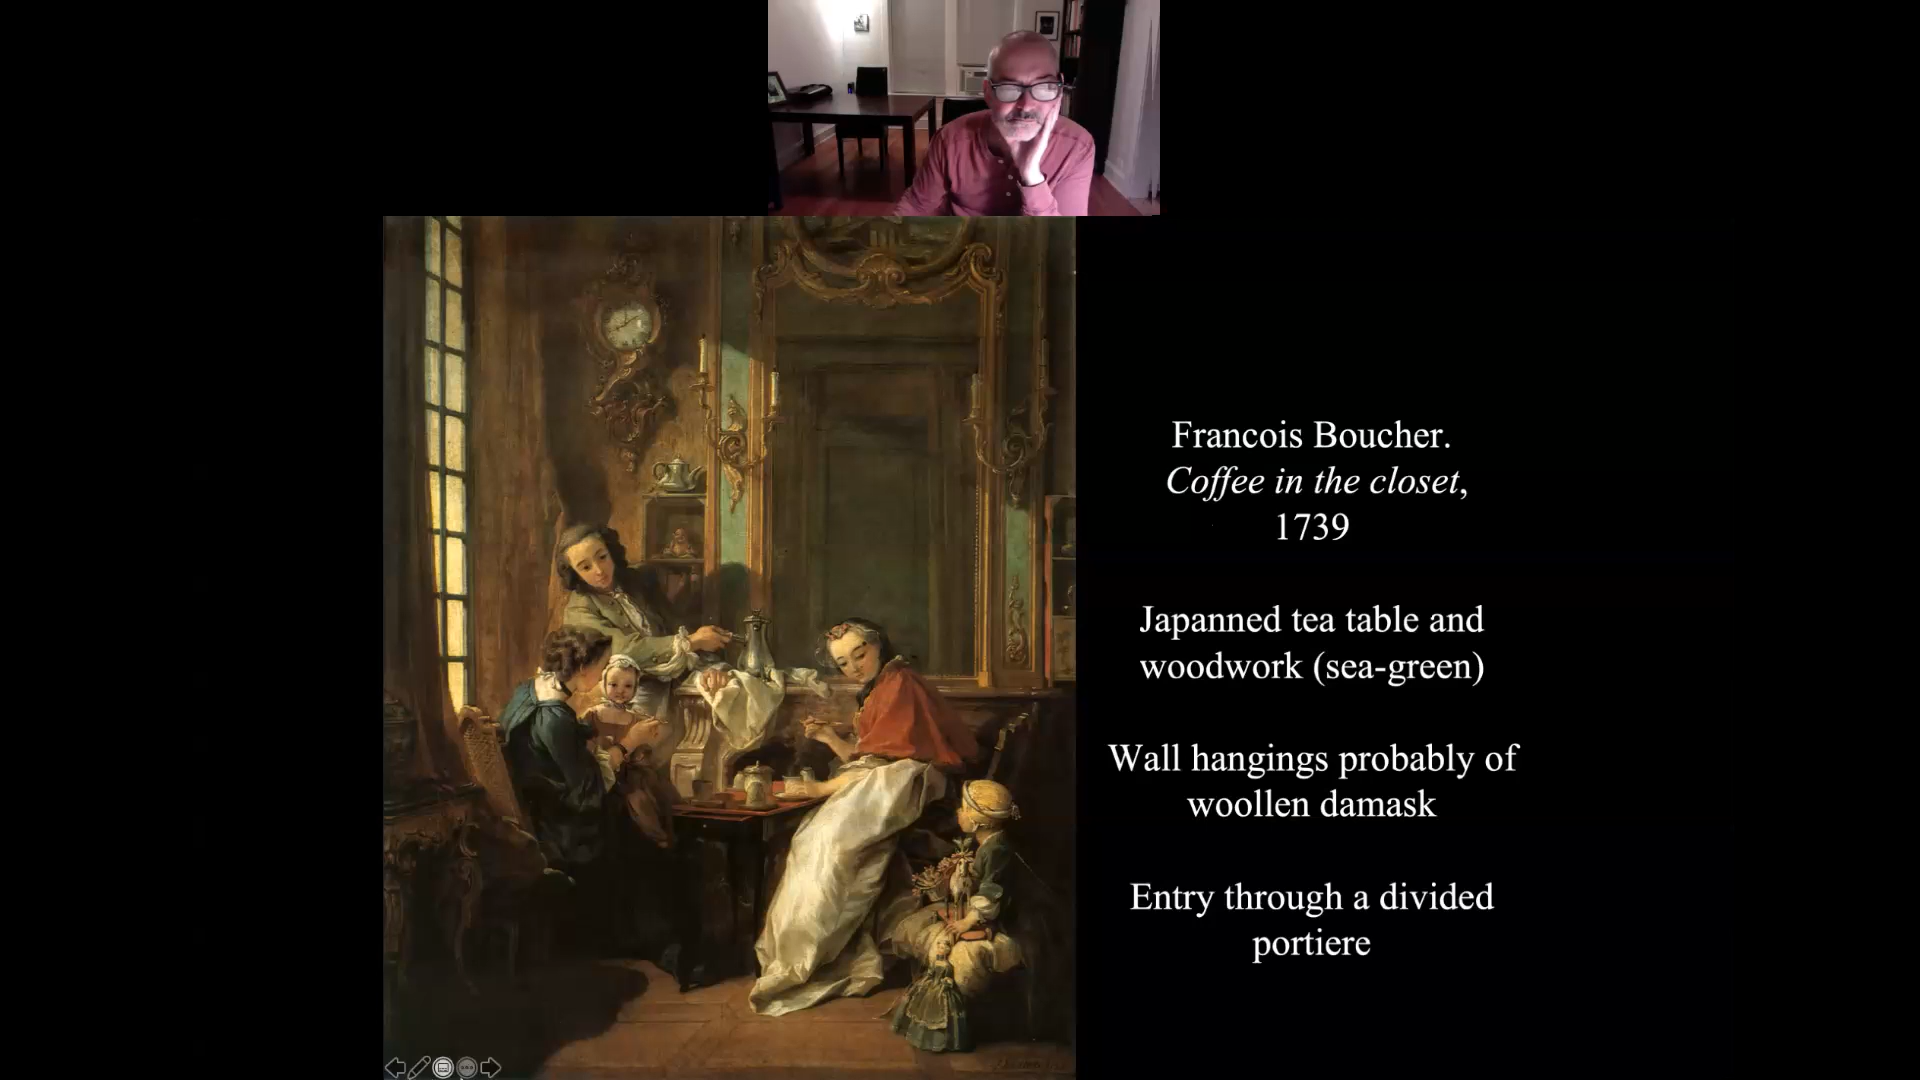 Francois Boucher.
Coffee in the closet,
1739
Japanned tea table and
woodwork (sea-green)
Wall hangings probably of
woollen damask
Entry through a divided
portiere